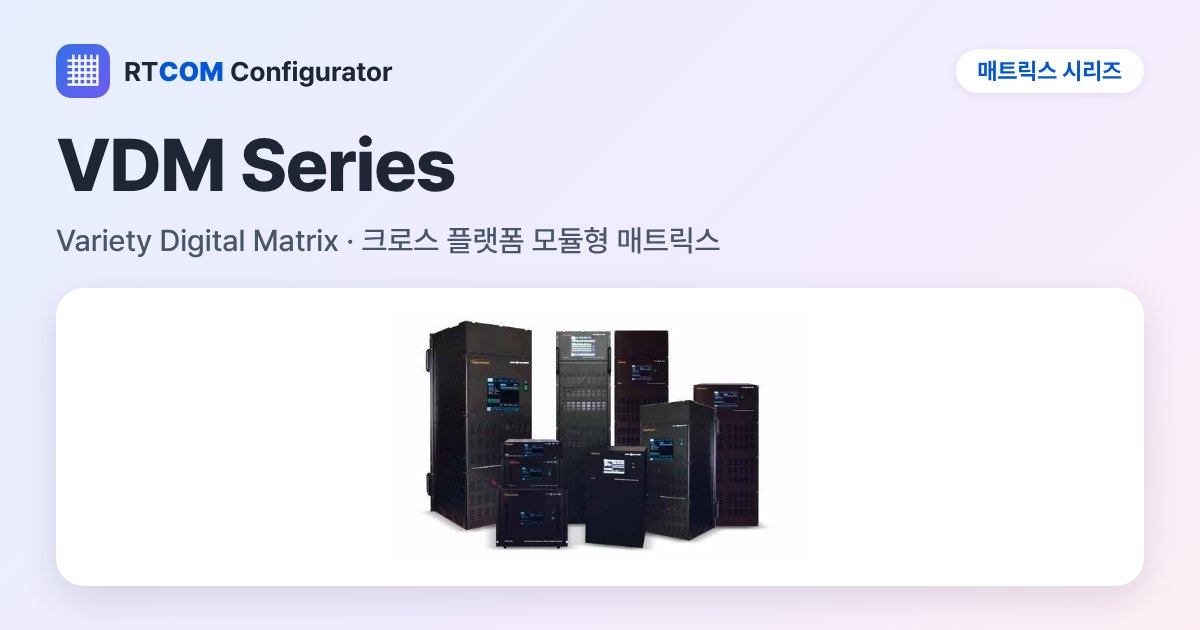 RTCOM Configurator
매트릭스 시리즈
VDM Series
Variety Digital Matrix · 크로스 플랫폼 모듈형 매트릭스